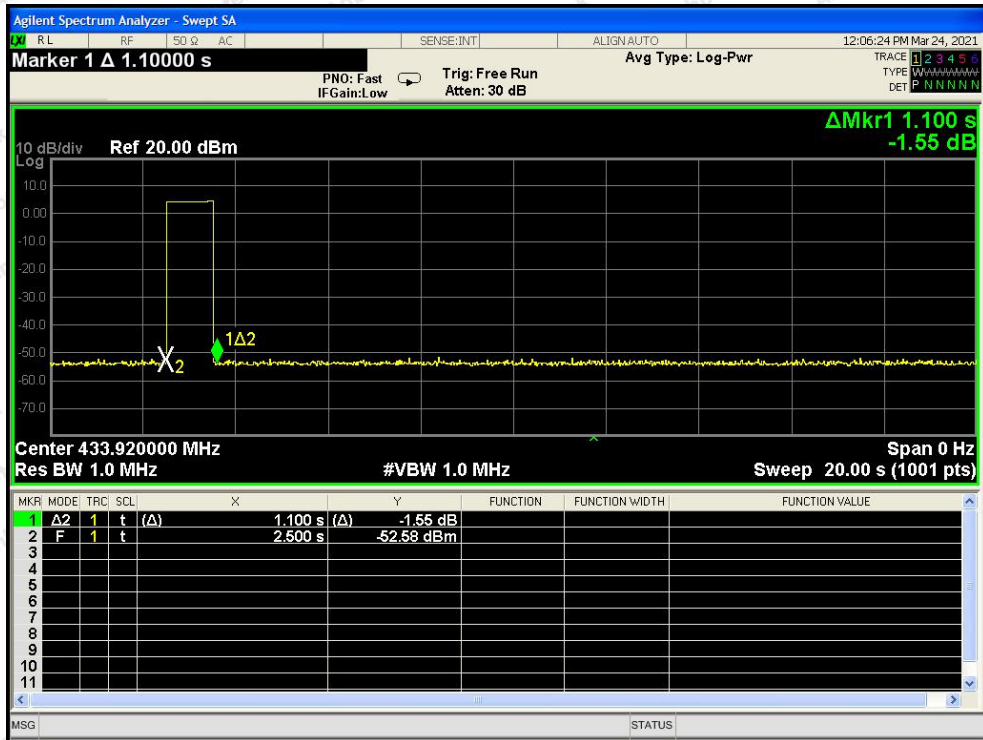 Agilent Spectrum Analyzer - Swept SA
LXI RL RF 50 Ω AC SENSE:INT ALIGN AUTO 12:06:24 PM Mar 24, 2021
Marker 1 Δ 1.10000 s
Avg Type: Log-Pwr
TRACE 1 2 3 4 5 6
PNO: Fast Trig: Free Run
TYPE WWWWWW
IFGain:Low Atten: 30 dB
DET P N N N N N
ΔMkr1 1.100 s
10 dB/div Ref 20.00 dBm -1.55 dB
Log
10.0
0.00
-10.0
-20.0
-30.0
-40.0
1Δ2
-50.0
2
-60.0
-70.0
Center 433.920000 MHz Span 0 Hz
Res BW 1.0 MHz #VBW 1.0 MHz Sweep 20.00 s (1001 pts)
MKR MODE TRC SCL X Y FUNCTION FUNCTION WIDTH FUNCTION VALUE
1 Δ2 1 t (Δ) 1.100 s (Δ) -1.55 dB
2 F 1 t 2.500 s -52.58 dBm
3
4
5
6
7
8
9
10
11
MSG STATUS